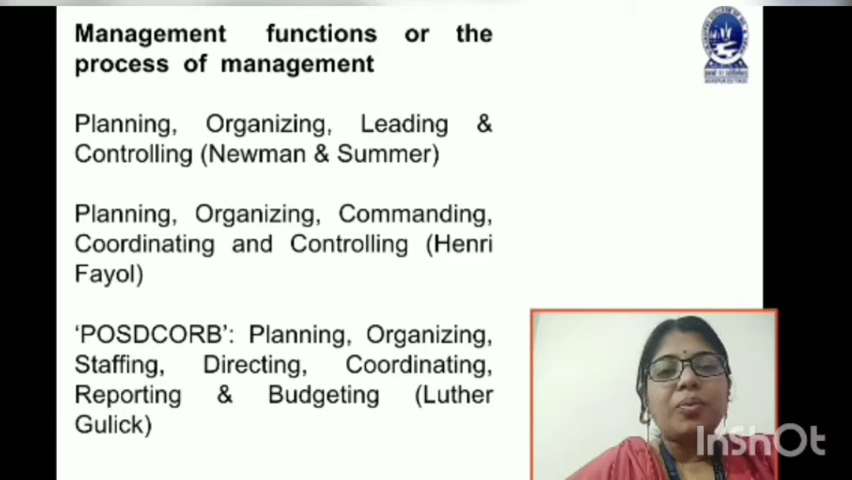 Management functions or the
process of management
Planning, Organizing, Leading &
Controlling (Newman & Summer)
Planning, Organizing, Commanding,
Coordinating and Controlling (Henri
Fayol)
‘POSDCORB’: Planning, Organizing,
Staffing, Directing, Coordinating,
Reporting & Budgeting (Luther
Gulick)
InShOt